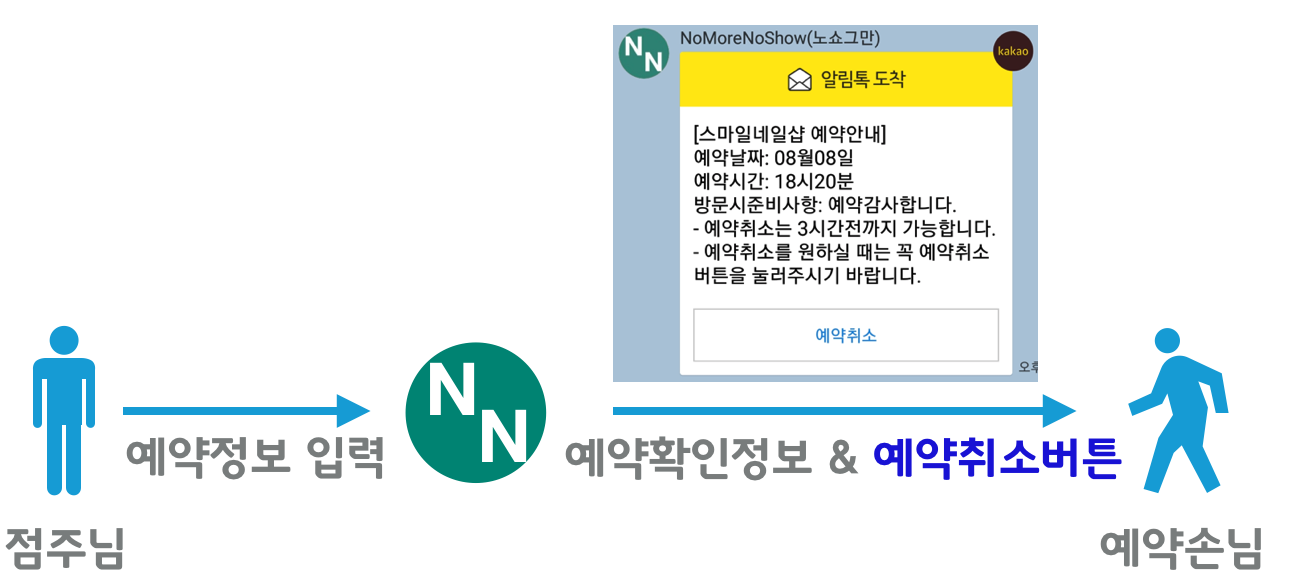 NN
NoMoreNoShow(노쇼그만)
kakao
알림톡 도착
[스마일네일샵 예약안내]
예약날짜: 08월08일
예약시간: 18시20분
방문시준비사항: 예약감사합니다.
- 예약취소는 3시간전까지 가능합니다.
- 예약취소를 원하실 때는 꼭 예약취소
버튼을 눌러주시기 바랍니다.
예약취소
NN
예약정보 입력
예약확인정보 & 예약취소버튼
점주님
예약손님